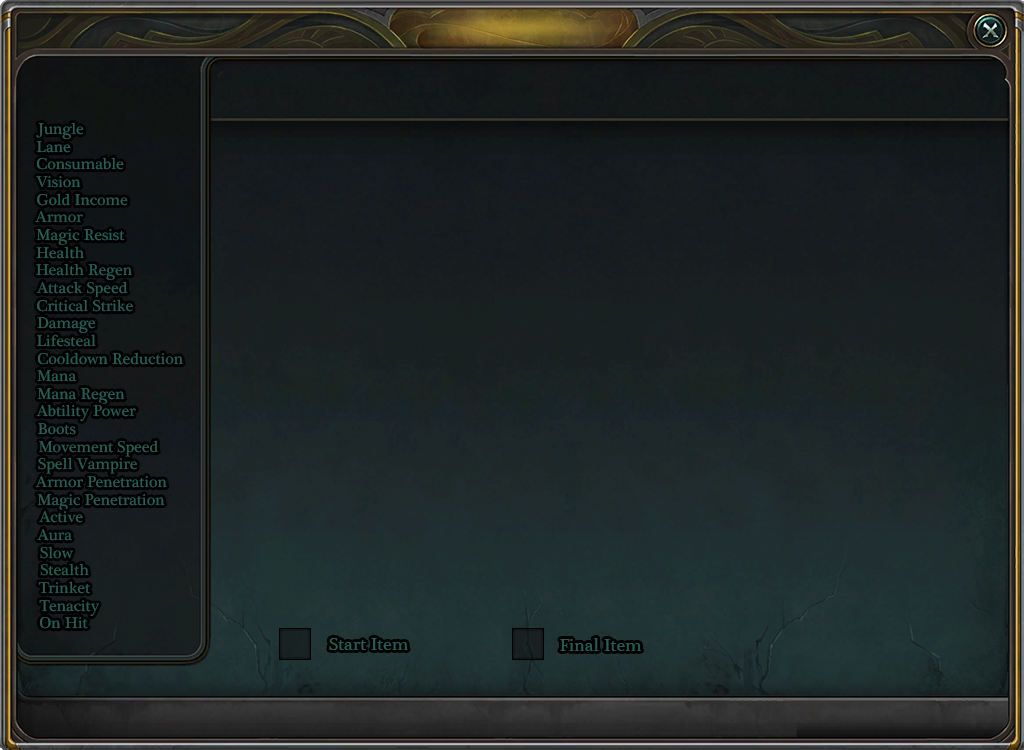 Jungle
Lane
Consumable
Vision
Gold Income
Armor
Magic Resist
Health
Health Regen
Attack Speed
Critical Strike
Damage
Lifesteal
Cooldown Reduction
Mana
Mana Regen
Abtility Power
Boots
Movement Speed
Spell Vampire
Armor Penetration
Magic Penetration
Active
Aura
Slow
Stealth
Trinket
Tenacity
On Hit
Start Item
Final Item